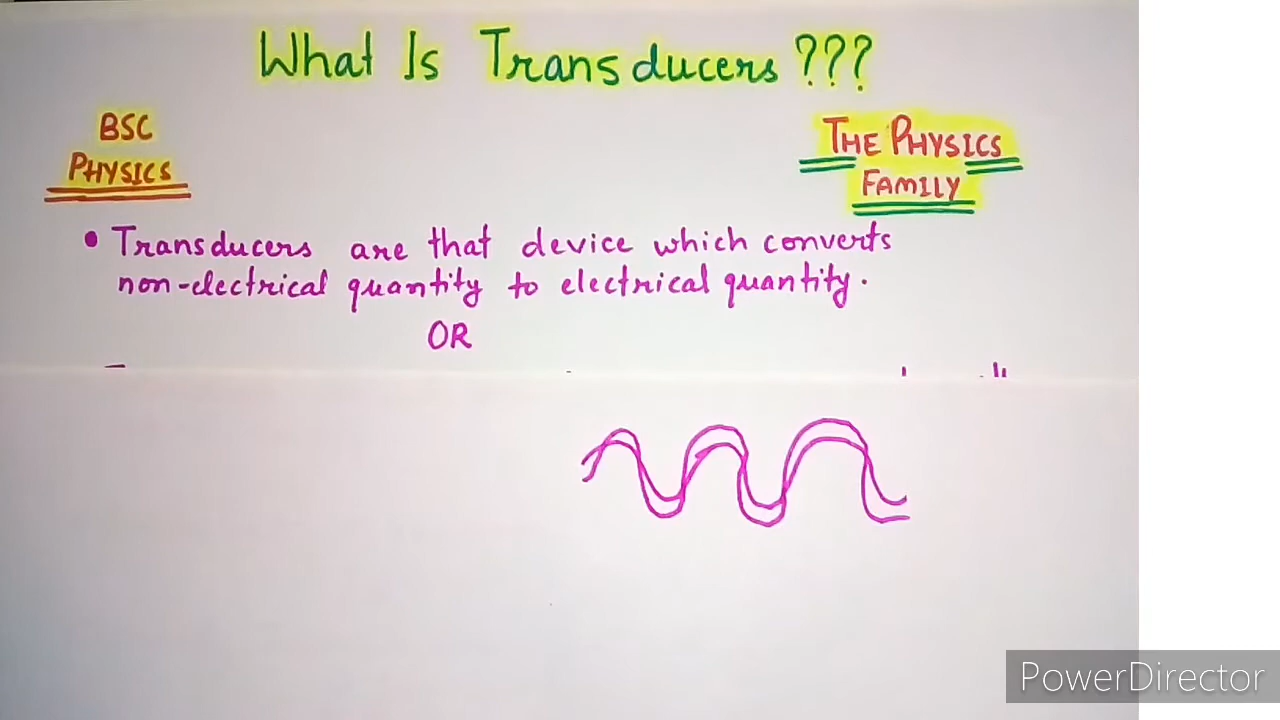 What Is Transducers ???
BSC
PHYSICS
THE PHYSICS
FAMILY
• Transducers are that device which converts
non-electrical quantity to electrical quantity.
OR
PowerDirector